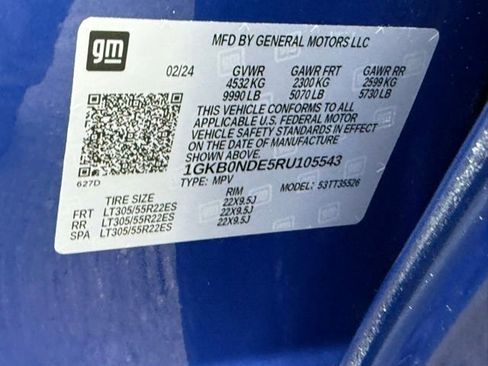 gm
MFD BY GENERAL MOTORS LLC
02/24 GVWR GAWR FRT GAWR RR
4532 KG 2300 KG 2599 KG
9990 LB 5070 LB 5730 LB
THIS VEHICLE CONFORMS TO ALL
APPLICABLE U.S. FEDERAL MOTOR
VEHICLE SAFETY STANDARDS IN EFFECT
ON THE DATE OF MANUFACTURE
SHOWN ABOVE.
1GKB0NDE5RU105543
627D TYPE: MPV MODEL: 53TT35526
TIRE SIZE RIM
FRT LT305/55R22ES 22X9.5J
RR LT305/55R22ES 22X9.5J
SPA LT305/55R22ES 22X9.5J